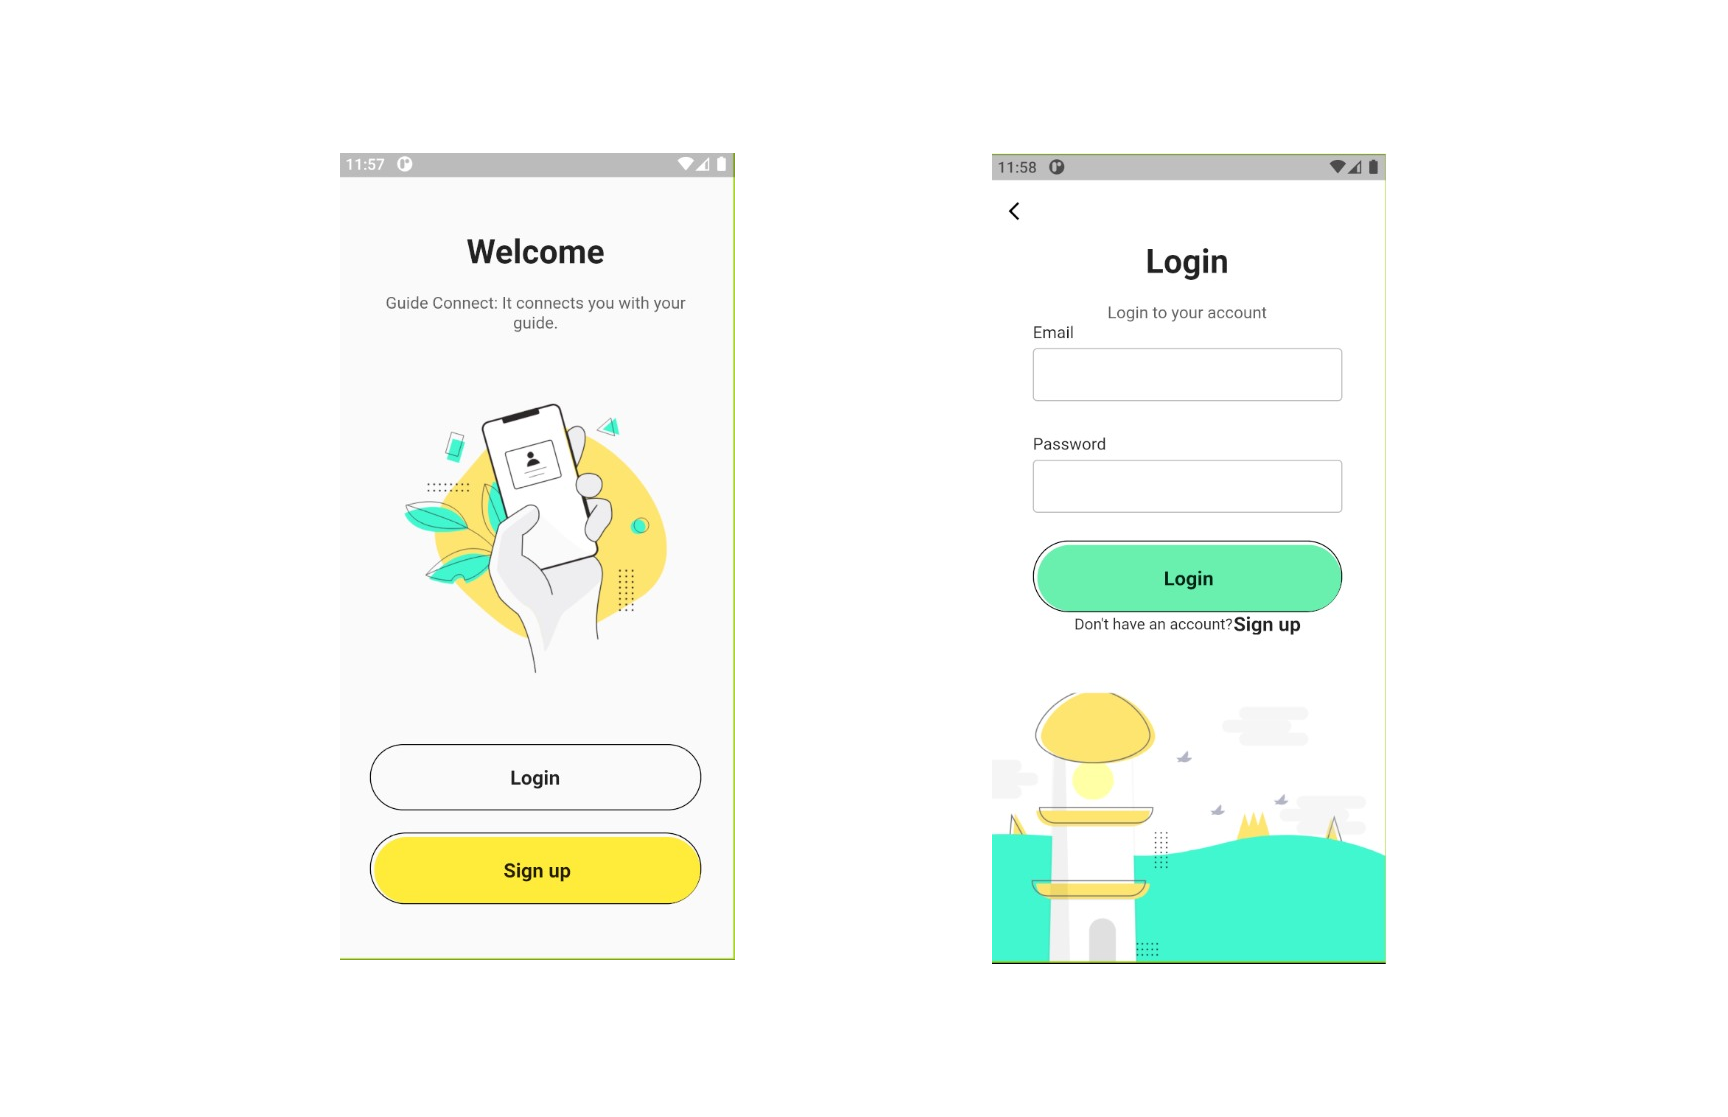 11:57
Welcome
Guide Connect: It connects you with your
guide.
Login
Sign up
11:58
Login
Login to your account
Email
Password
Login
Don't have an account?Sign up